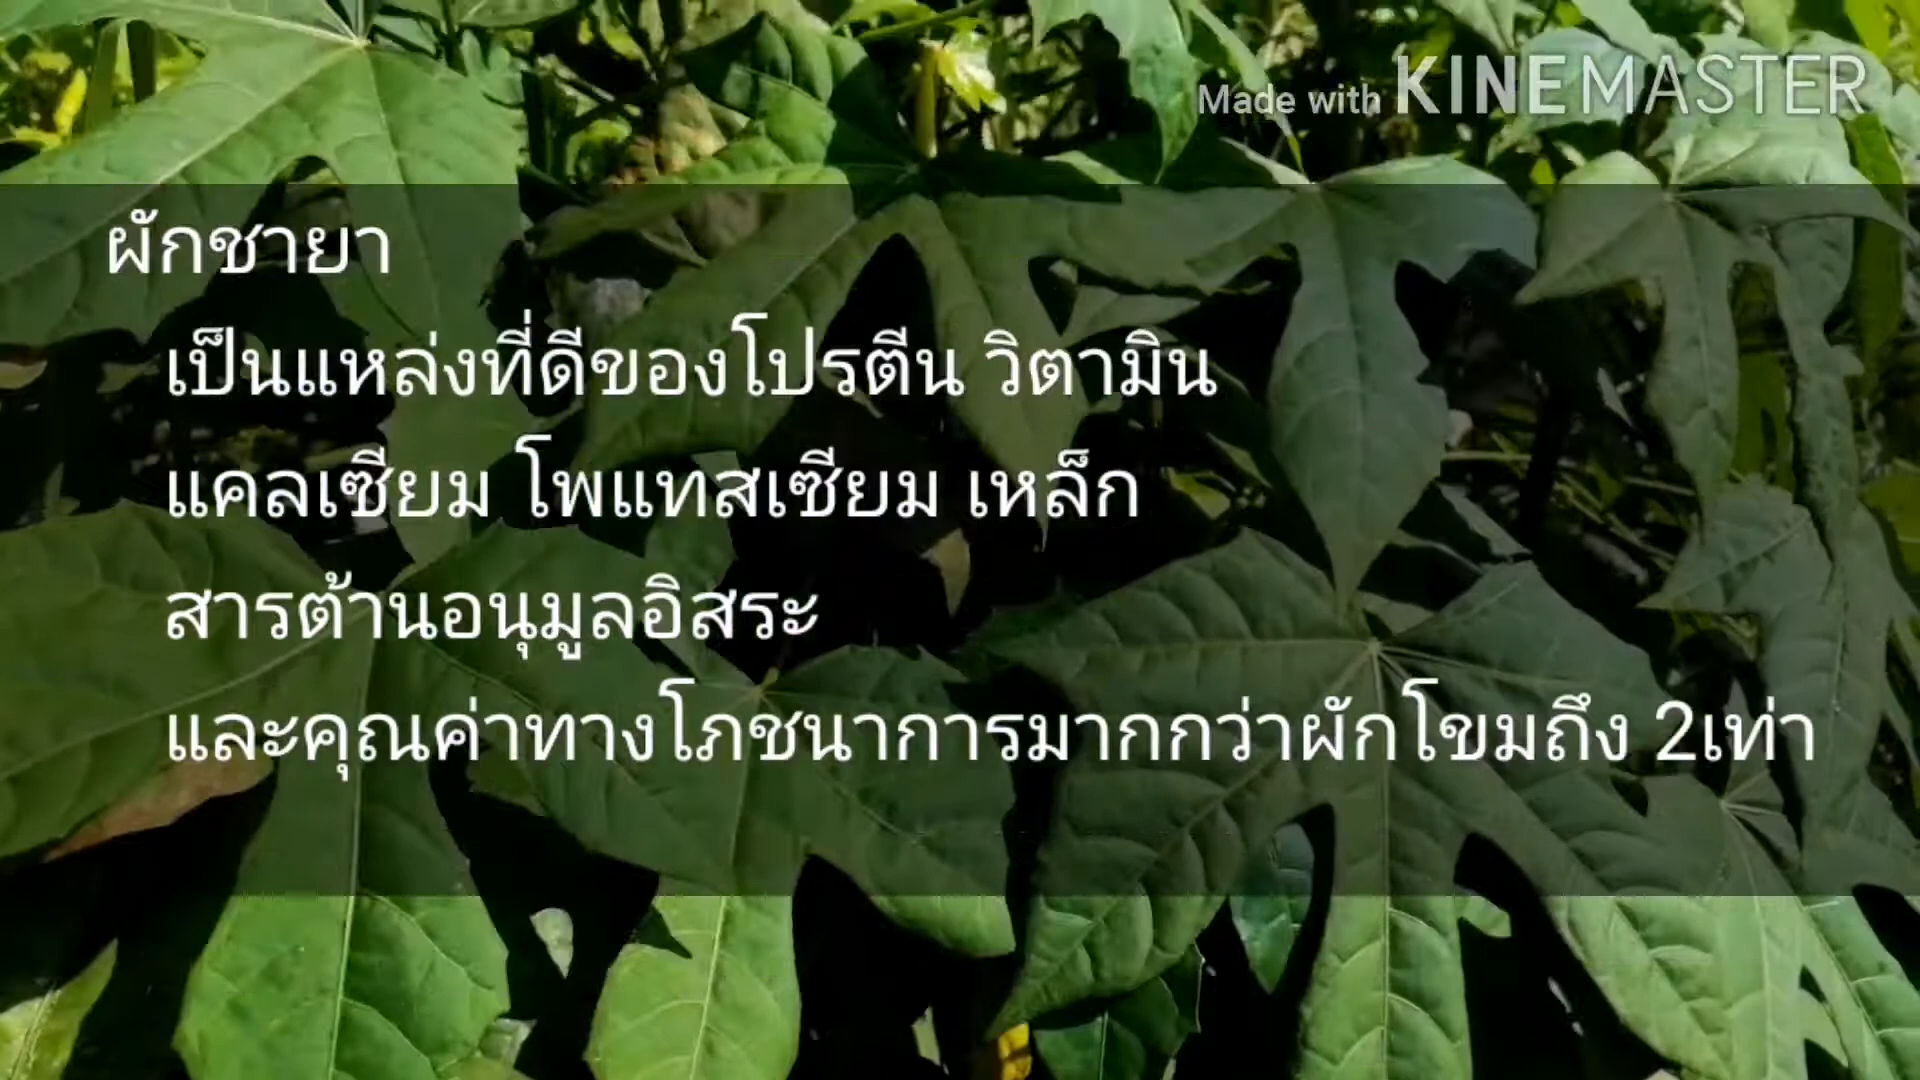 Made with KINEMASTER
ผักชายา
เป็นแหล่งที่ดีของโปรตีน วิตามิน
แคลเซียม โพแทสเซียม เหล็ก
สารต้านอนุมูลอิสระ
และคุณค่าทางโภชนาการมากกว่าผักโขมถึง 2เท่า